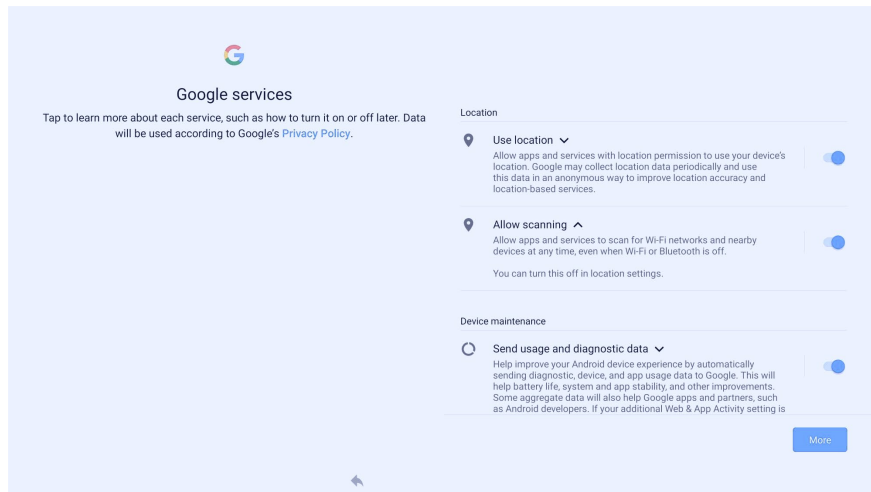 Google services
Tap to learn more about each service, such as how to turn it on or off later. Data
will be used according to Google's Privacy Policy.
Location
Use location
Allow apps and services with location permission to use your device's
location. Google may collect location data periodically and use
this data in an anonymous way to improve location accuracy and
location-based services.
Allow scanning
Allow apps and services to scan for Wi-Fi networks and nearby
devices at any time, even when Wi-Fi or Bluetooth is off.
You can turn this off in location settings.
Device maintenance
Send usage and diagnostic data
Help improve your Android device experience by automatically
sending diagnostic, device, and app usage data to Google. This will
help battery life, system and app stability, and other improvements.
Some aggregate data will also help Google apps and partners, such
as Android developers. If your additional Web & App Activity setting is
More